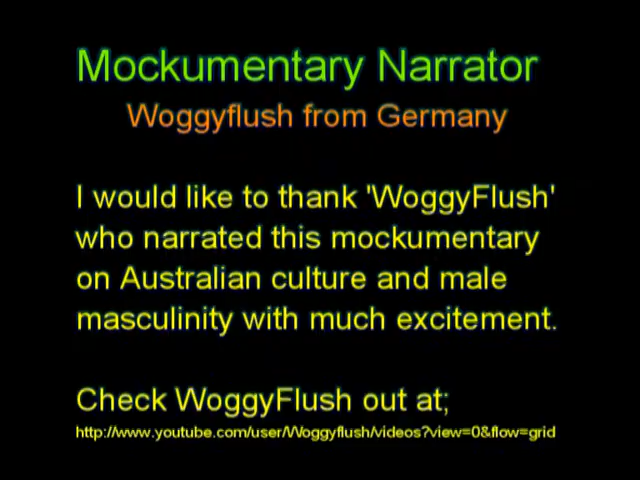 Mockumentary Narrator
Woggyflush from Germany
I would like to thank 'WoggyFlush'
who narrated this mockumentary
on Australian culture and male
masculinity with much excitement.
Check WoggyFlush out at;
http://www.youtube.com/user/Woggyflush/videos?view=0&flow=grid